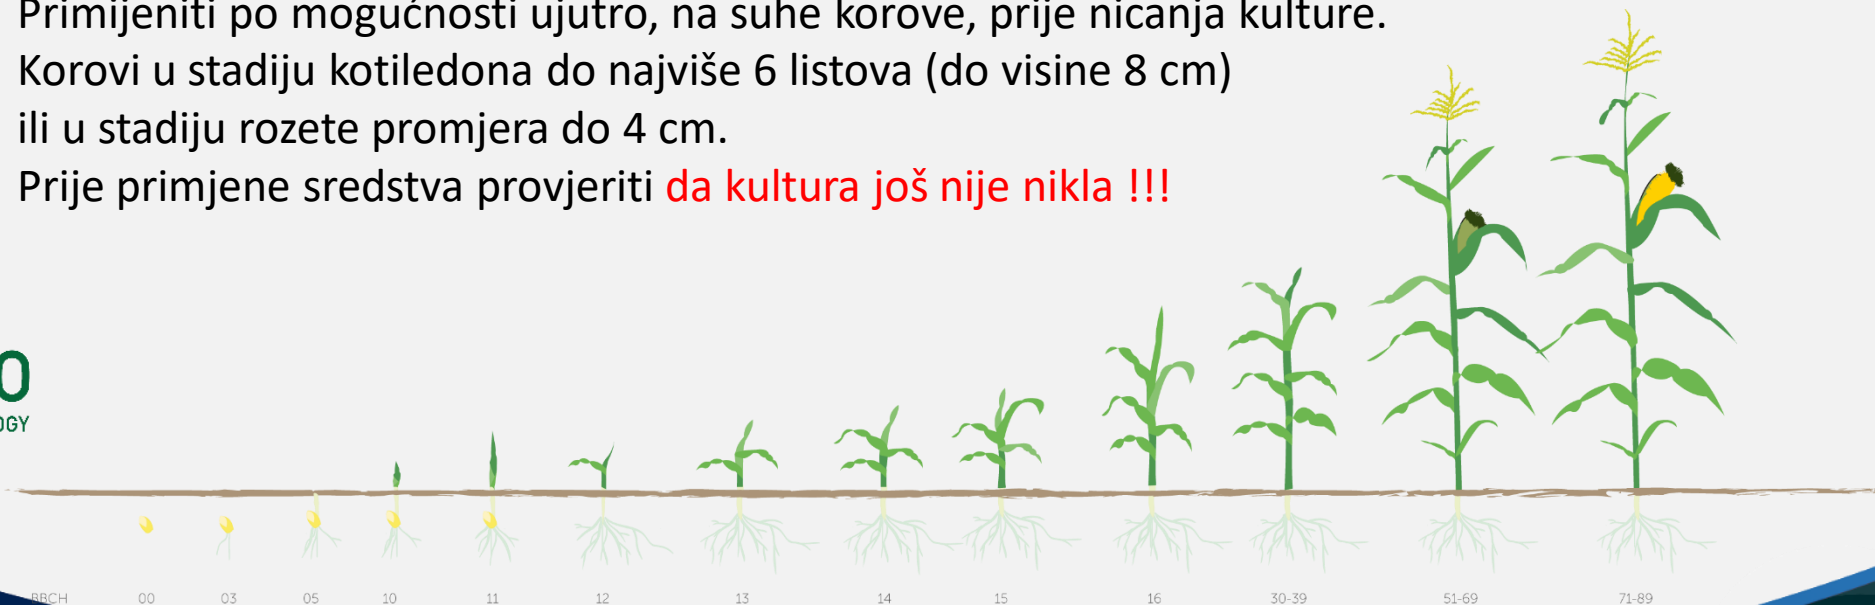 Primijeniti po mogućnosti ujutro, na suhe korove, prije nicanja kulture.
Korovi u stadiju kotiledona do najviše 6 listova (do visine 8 cm)
ili u stadiju rozete promjera do 4 cm.
Prije primjene sredstva provjeriti da kultura još nije nikla !!!
O
OGY
BBCH 00 03 05 10 11 12 13 14 15 16 30-39 51-69 71-89